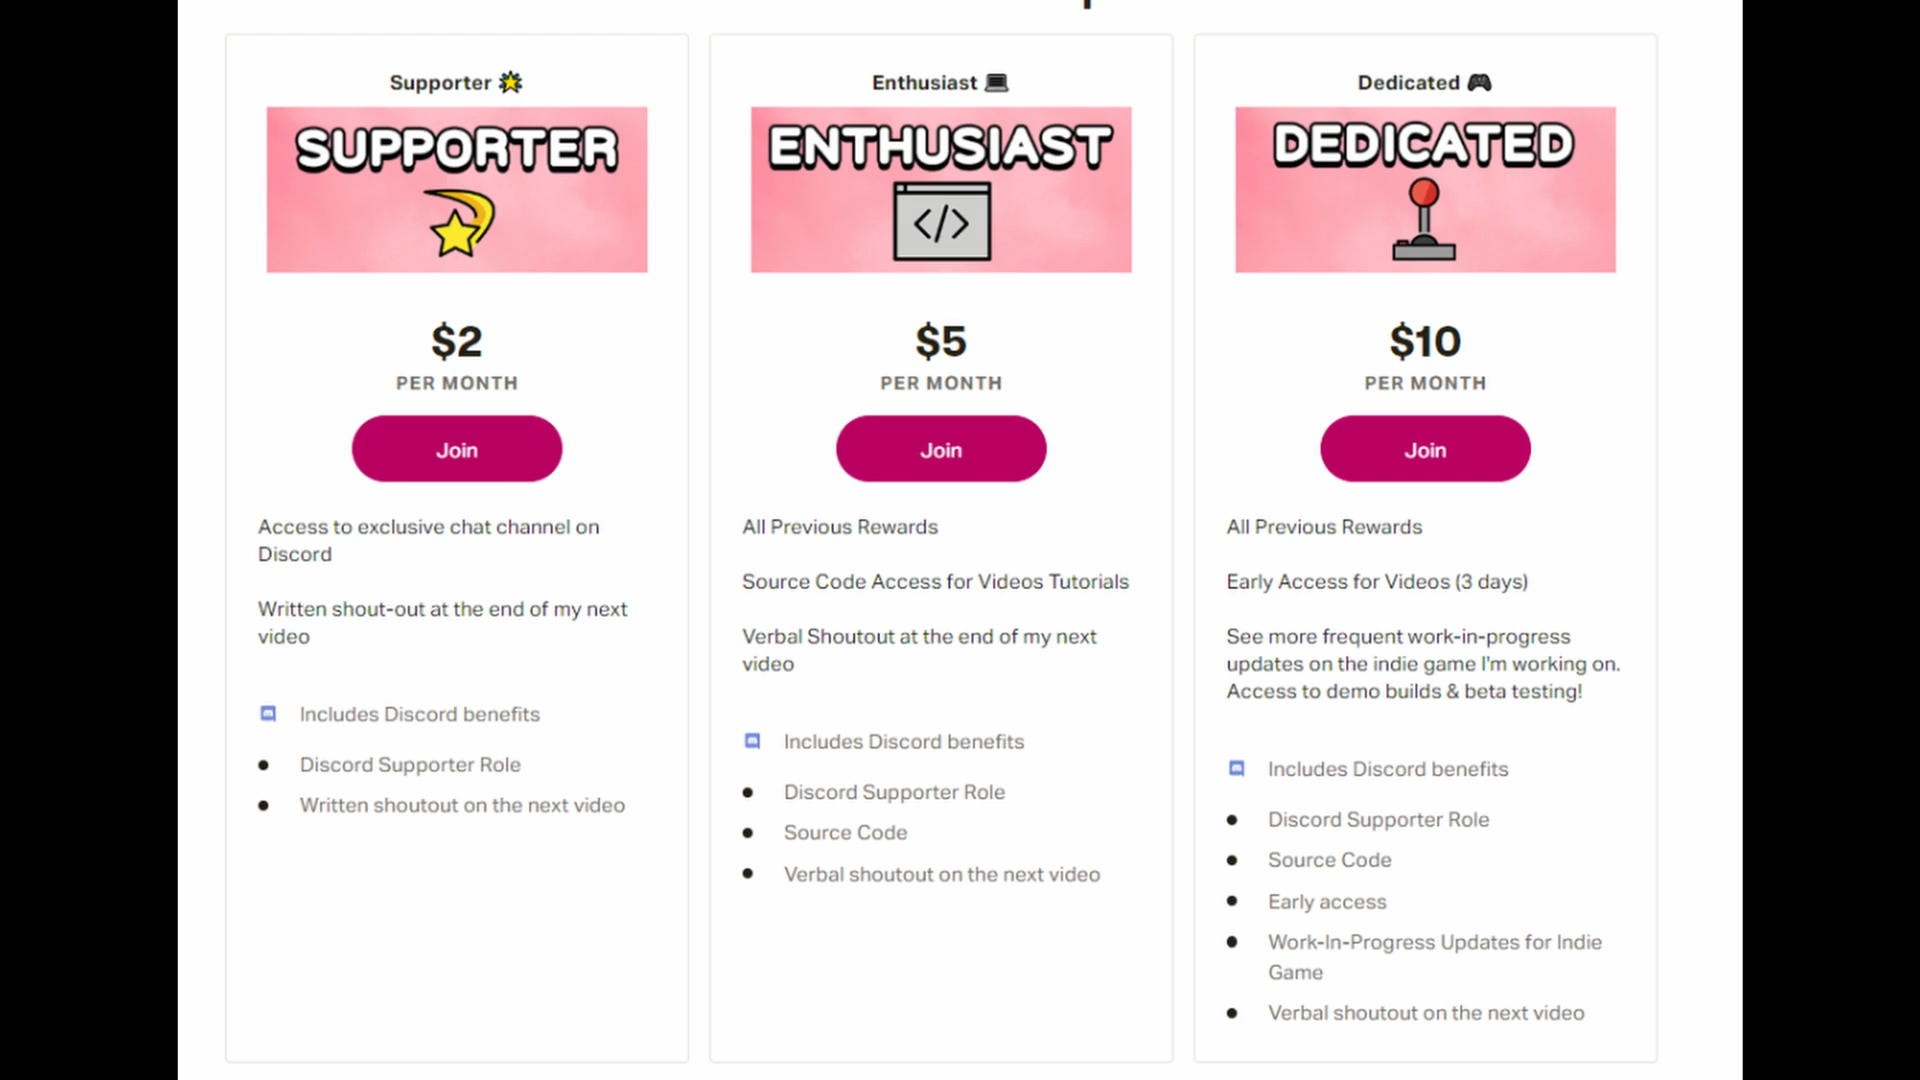 Supporter
SUPPORTER
$2
PER MONTH
Join
Access to exclusive chat channel on
Discord
Written shout-out at the end of my next
video
Includes Discord benefits
Discord Supporter Role
Written shoutout on the next video
Enthusiast
ENTHUSIAST
</>
$5
PER MONTH
Join
All Previous Rewards
Source Code Access for Videos Tutorials
Verbal Shoutout at the end of my next
video
Includes Discord benefits
Discord Supporter Role
Source Code
Verbal shoutout on the next video
Dedicated
DEDICATED
$10
PER MONTH
Join
All Previous Rewards
Early Access for Videos (3 days)
See more frequent work-in-progress
updates on the indie game I'm working on.
Access to demo builds & beta testing!
Includes Discord benefits
Discord Supporter Role
Source Code
Early access
Work-In-Progress Updates for Indie
Game
Verbal shoutout on the next video